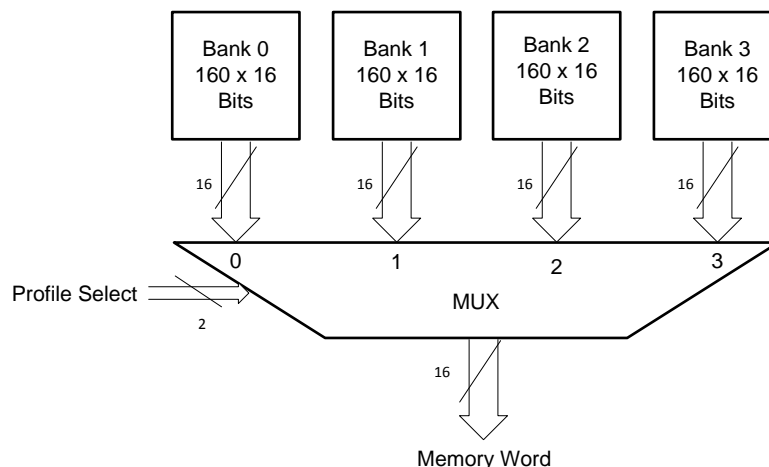 Bank 0
160 x 16
Bits
Bank 1
160 x 16
Bits
Bank 2
160 x 16
Bits
Bank 3
160 x 16
Bits
16
16
16
16
0
1
2
3
Profile Select
MUX
2
16
Memory Word